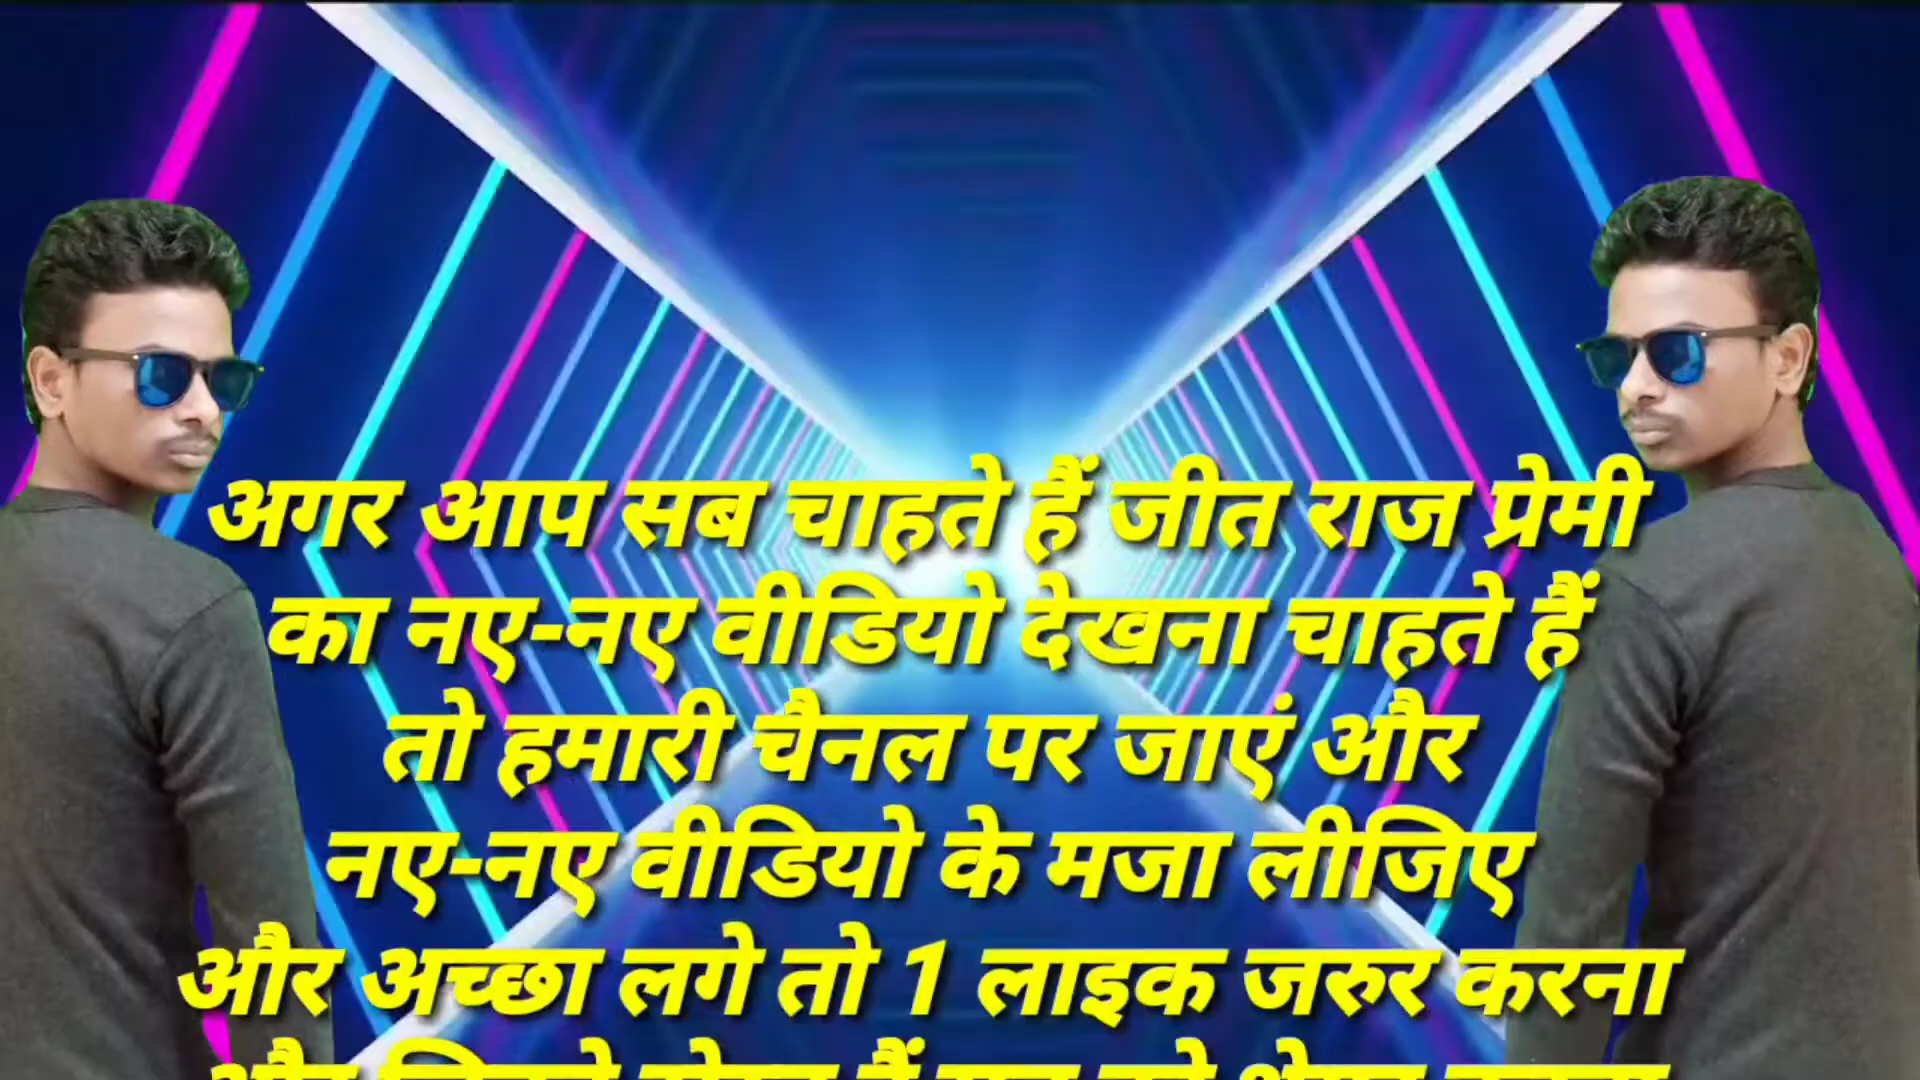 अगर आप सब चाहते हैं जीत राज प्रेमी
का नए-नए वीडियो देखना चाहते हैं
तो हमारी चैनल पर जाएं और
नए-नए वीडियो के मजा लीजिए
और अच्छा लगे तो 1 लाइक जरुर करना